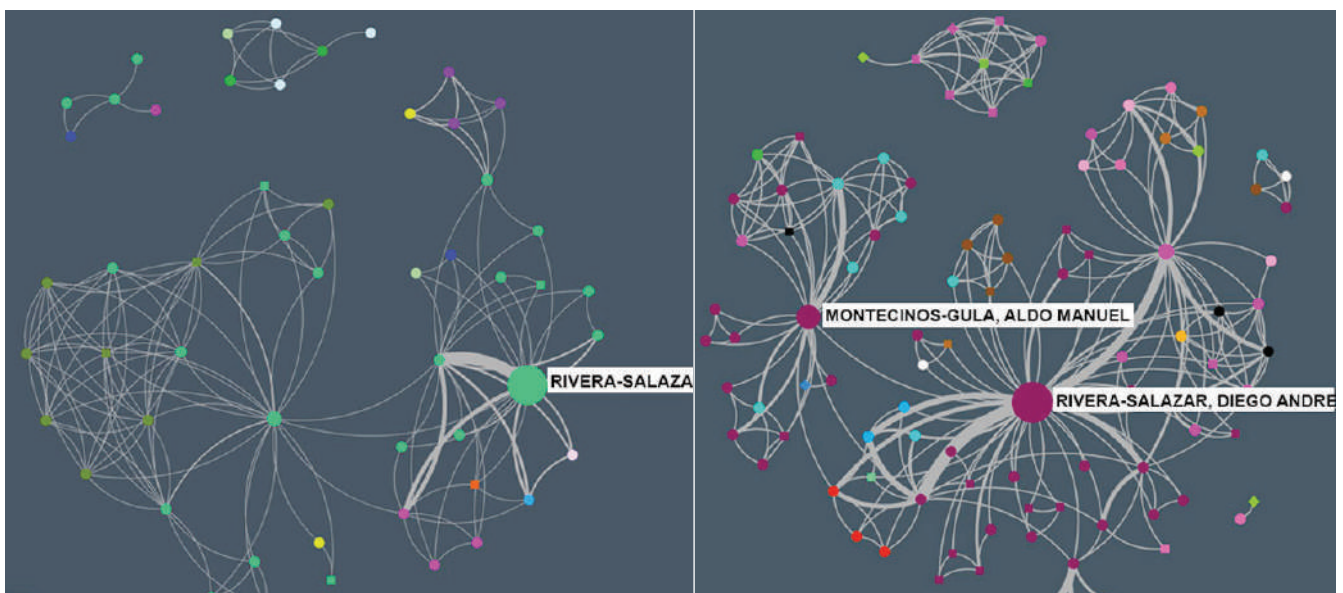 RIVERA-SALAZA
MONTECINOS-GULA, ALDO MANUEL
RIVERA-SALAZAR, DIEGO ANDRE